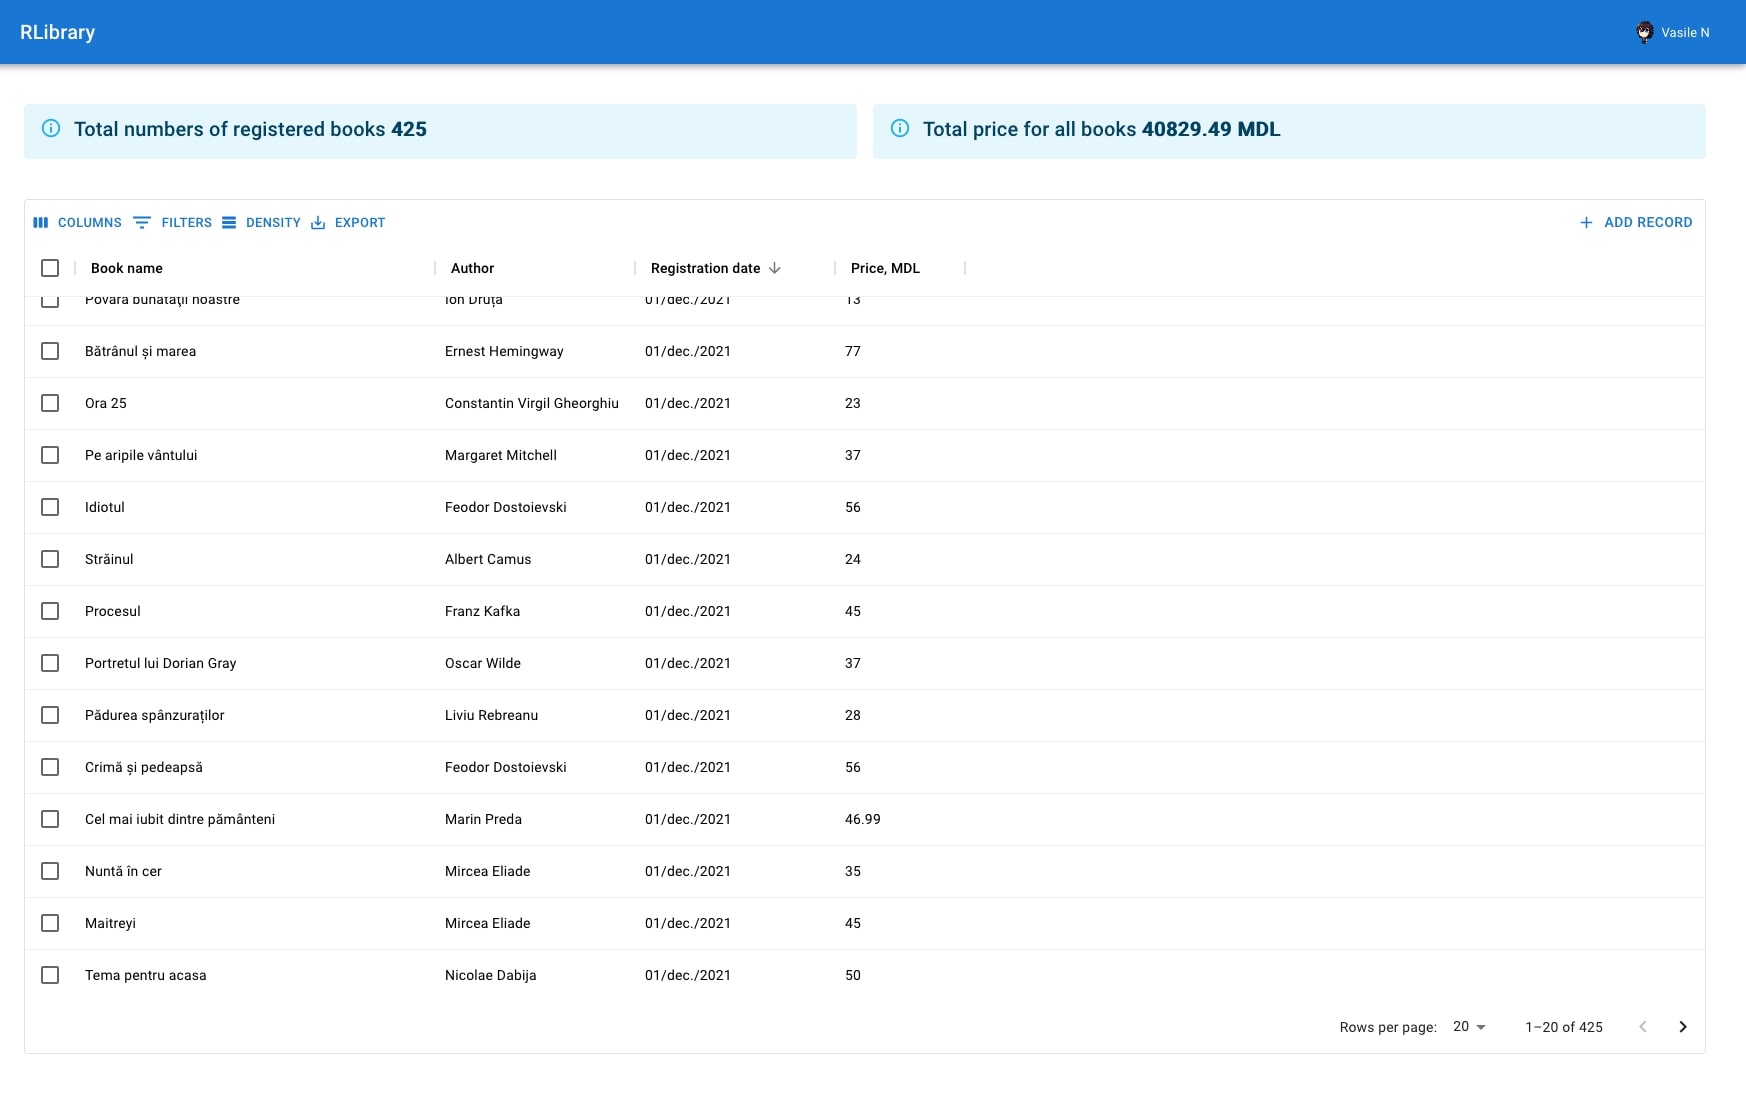 RLibrary
Vasile N
Total numbers of registered books 425
Total price for all books 40829.49 MDL
COLUMNS FILTERS DENSITY EXPORT
ADD RECORD
Book name Author Registration date Price, MDL
Povara bunătății noastre Ion Druța 01/dec./2021 13
Bătrânul și marea Ernest Hemingway 01/dec./2021 77
Ora 25 Constantin Virgil Gheorghiu 01/dec./2021 23
Pe aripile vântului Margaret Mitchell 01/dec./2021 37
Idiotul Feodor Dostoievski 01/dec./2021 56
Străinul Albert Camus 01/dec./2021 24
Procesul Franz Kafka 01/dec./2021 45
Portretul lui Dorian Gray Oscar Wilde 01/dec./2021 37
Pădurea spânzuraților Liviu Rebreanu 01/dec./2021 28
Crimă și pedeapsă Feodor Dostoievski 01/dec./2021 56
Cel mai iubit dintre pământeni Marin Preda 01/dec./2021 46.99
Nuntă în cer Mircea Eliade 01/dec./2021 35
Maitreyi Mircea Eliade 01/dec./2021 45
Tema pentru acasa Nicolae Dabija 01/dec./2021 50
Rows per page: 20 1–20 of 425